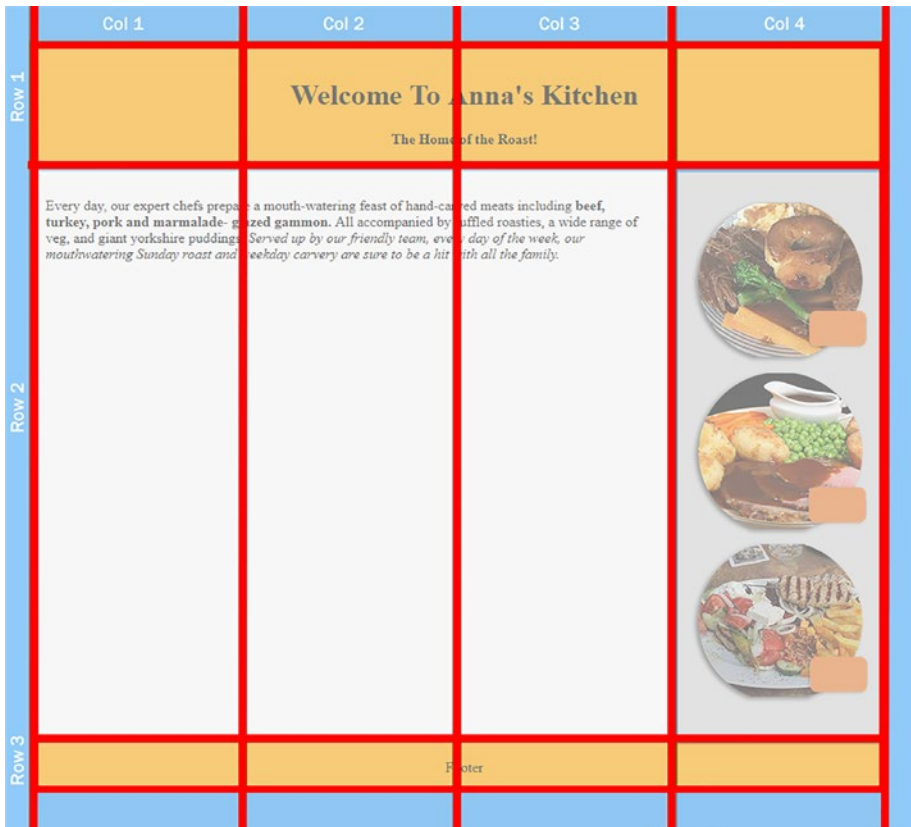 Col 1 Col 2 Col 3 Col 4
Row 1
Welcome To Anna's Kitchen
The Home of the Roast!
Row 2
Every day, our expert chefs prepare a mouth-watering feast of hand-carved meats including beef,
turkey, pork and marmalade- glazed gammon. All accompanied by ruffled roasties, a wide range of
veg, and giant yorkshire puddings. Served up by our friendly team, every day of the week, our
mouthwatering Sunday roast and weekday carvery are sure to be a hit with all the family.
Row 3
Footer